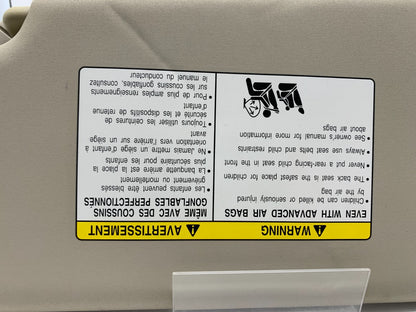 WARNING
EVEN WITH ADVANCED AIR BAGS
• Children can be killed or seriously injured
by the air bag
• The back seat is the safest place for children
• Never put a rear-facing child seat in the front
• Always use seat belts and child restraints
• See owner's manual for more information
about air bags
AVERTISSEMENT
MÊME AVEC DES COUSSINS
GONFLABLES PERFECTIONNÉS
• Les enfants peuvent être blessés
grièvement ou mortellement
• La banquette arrière est la place la plus
sécuritaire pour les enfants
• Ne jamais installer un siège d'enfant à
orientation vers l'arrière sur un siège
avant
• Toujours utiliser les ceintures de
sécurité et les dispositifs de retenue
d'enfant
• Pour de plus amples renseignements
sur les coussins gonflables, consultez
le manuel du conducteur